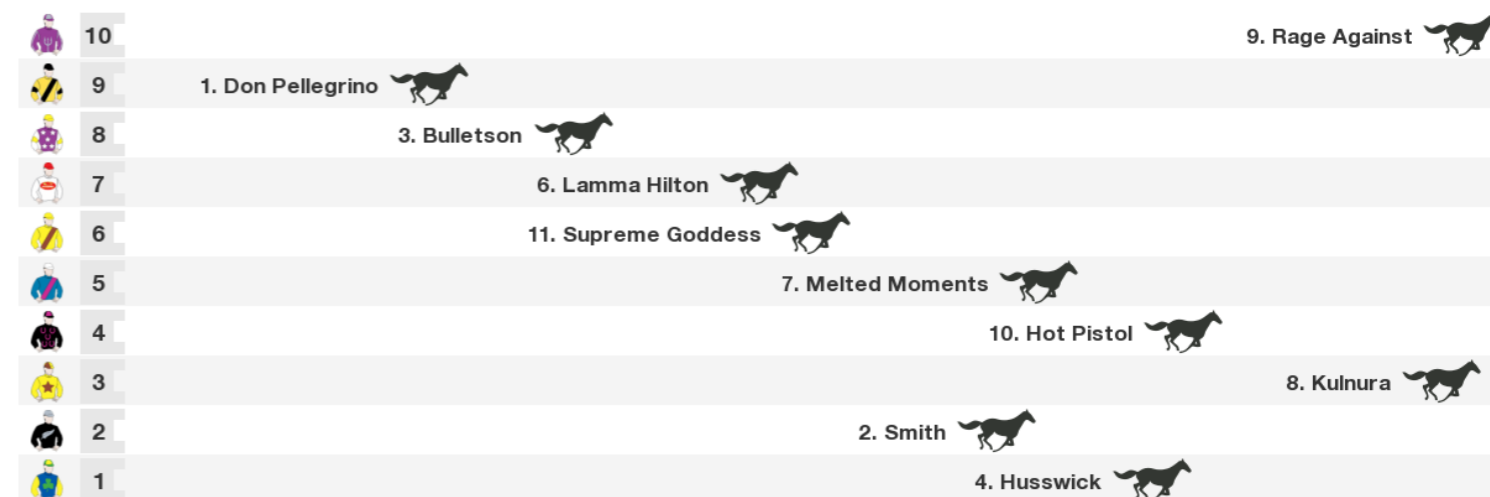 10 9. Rage Against
9 1. Don Pellegrino
8 3. Bulletson
7 6. Lamma Hilton
6 11. Supreme Goddess
5 7. Melted Moments
4 10. Hot Pistol
3 8. Kulnura
2 2. Smith
1 4. Husswick